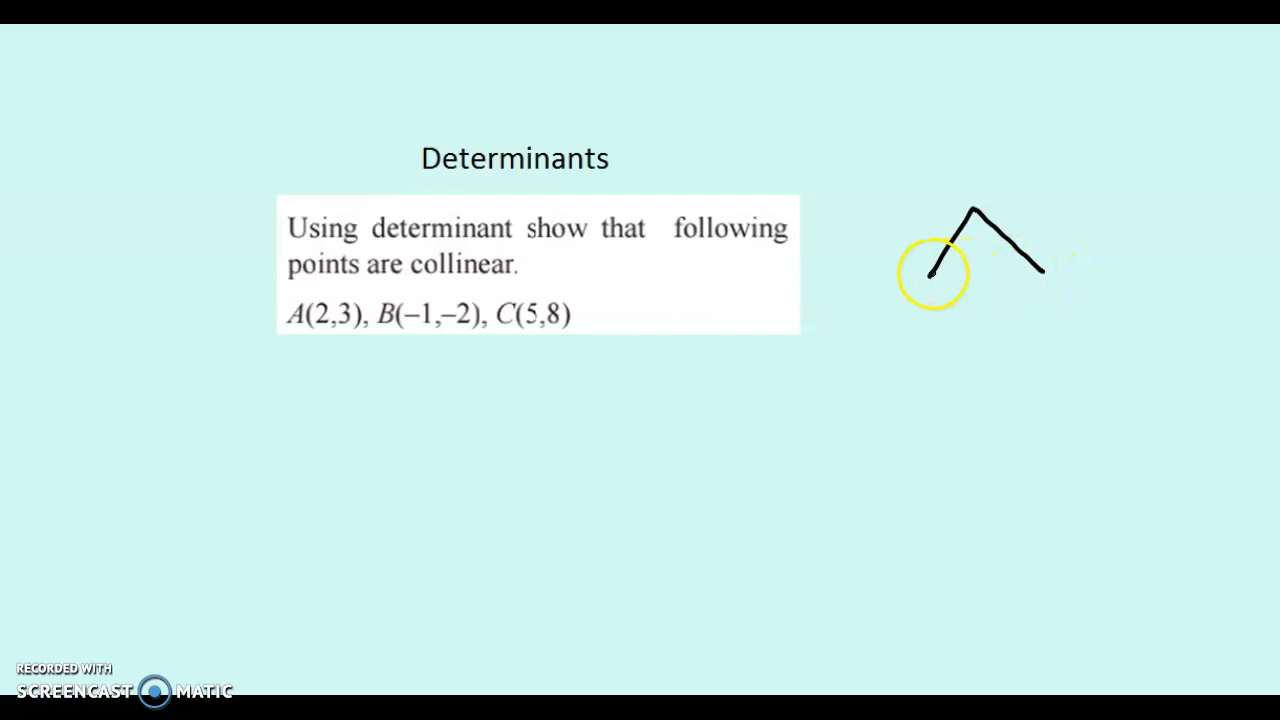 Determinants
Using determinant show that following
points are collinear.
A(2,3), B(–1,–2), C(5,8)
RECORDED WITH
SCREENCAST MATIC